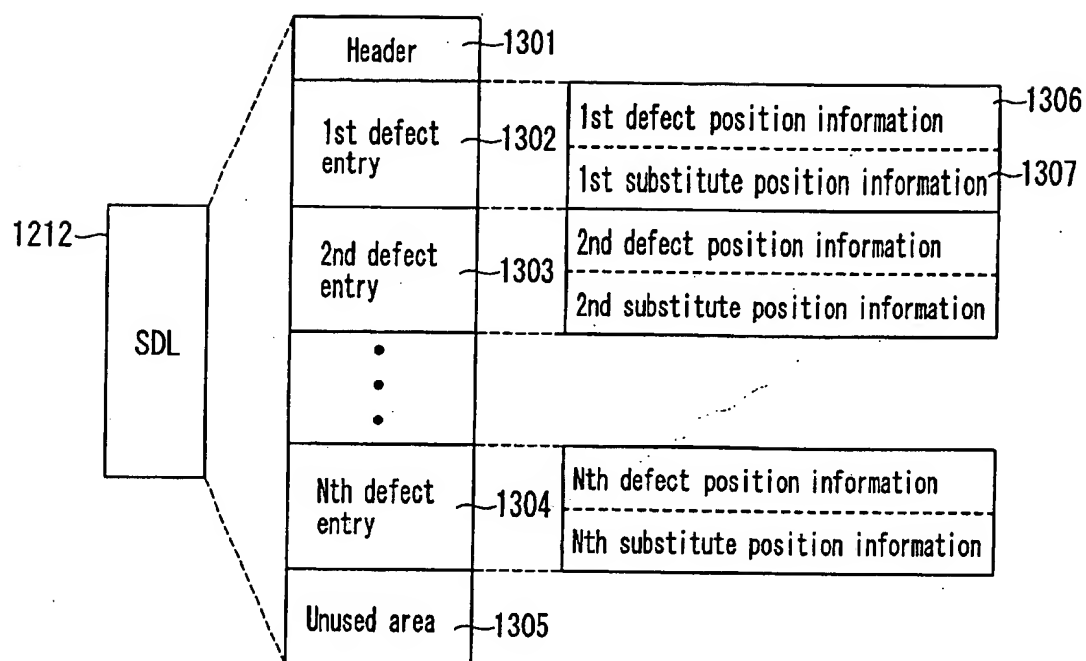 Header
1301
1st defect
entry
1302
1st defect position information
1306
1st substitute position information
1307
1212
SDL
2nd defect
entry
1303
2nd defect position information
2nd substitute position information
Nth defect
entry
1304
Nth defect position information
Nth substitute position information
Unused area
1305